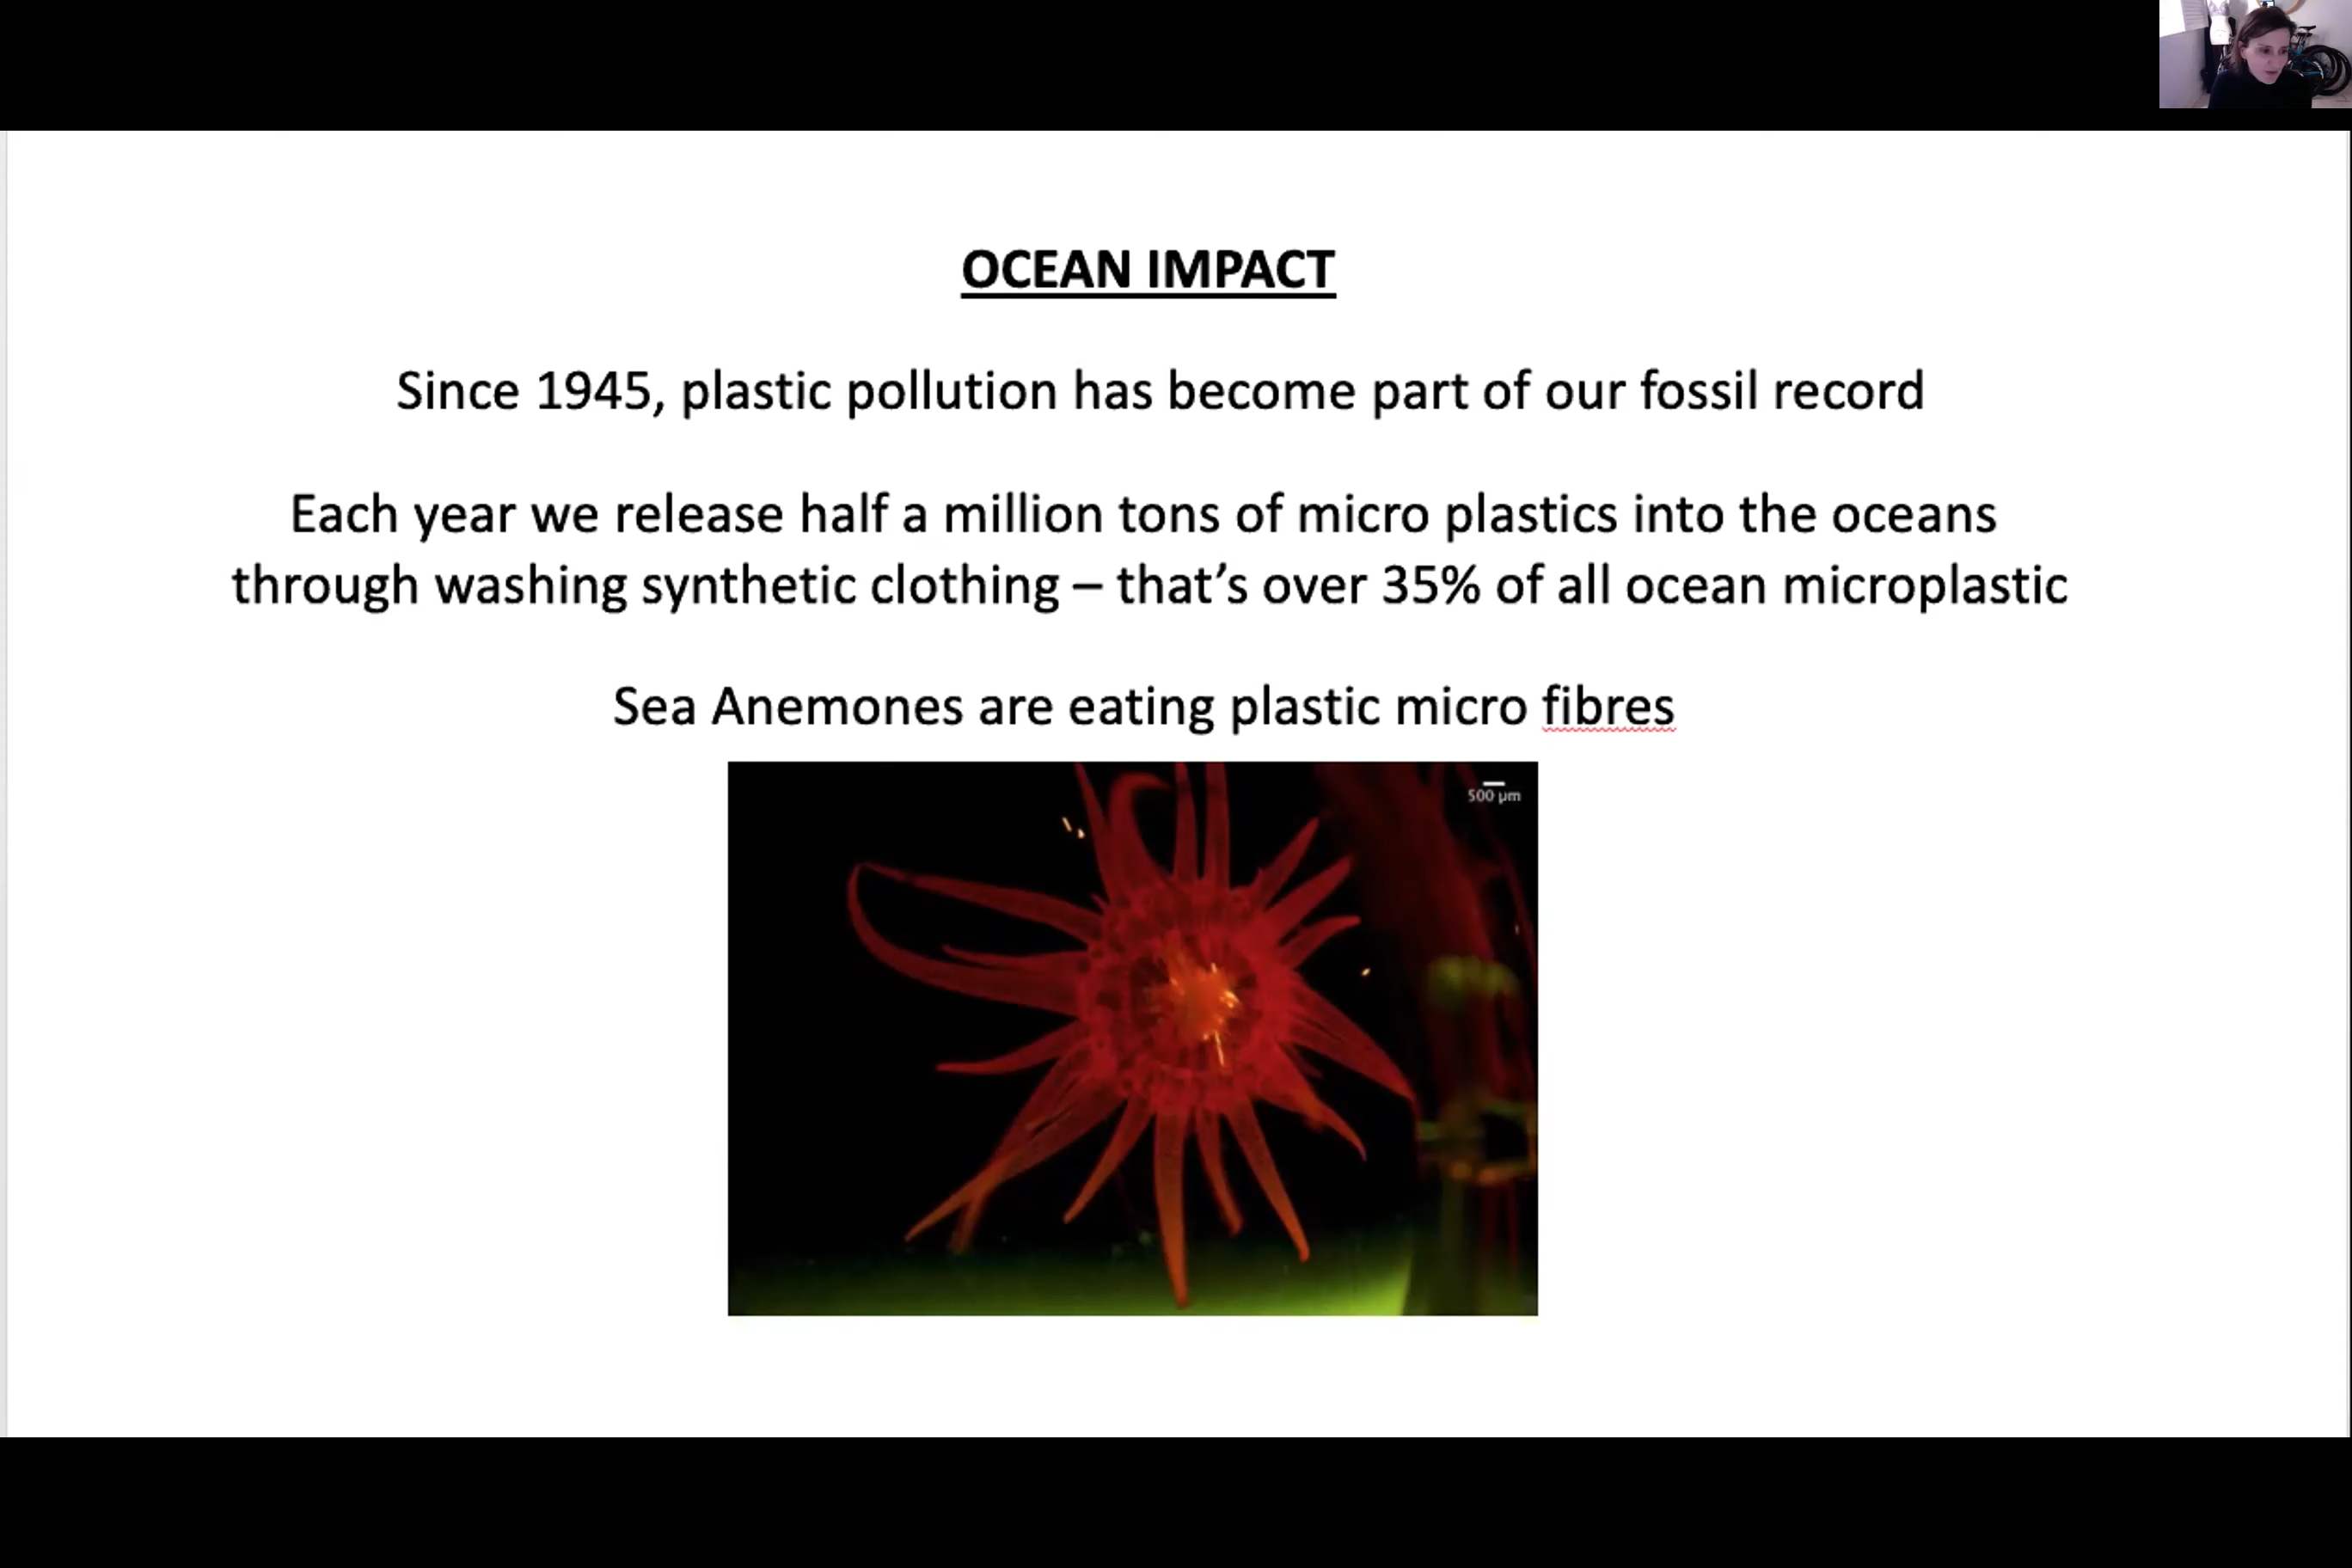 OCEAN IMPACT
Since 1945, plastic pollution has become part of our fossil record
Each year we release half a million tons of micro plastics into the oceans
through washing synthetic clothing – that’s over 35% of all ocean microplastic
Sea Anemones are eating plastic micro fibres
500 µm